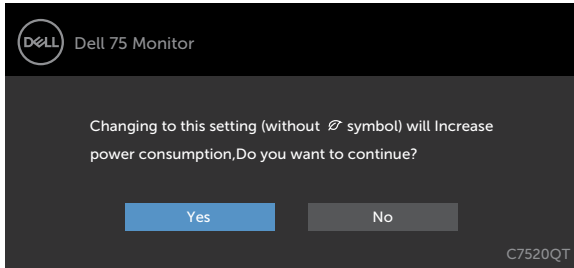 DELL Dell 75 Monitor
Changing to this setting (without symbol) will Increase
power consumption,Do you want to continue?
Yes No
C7520QT